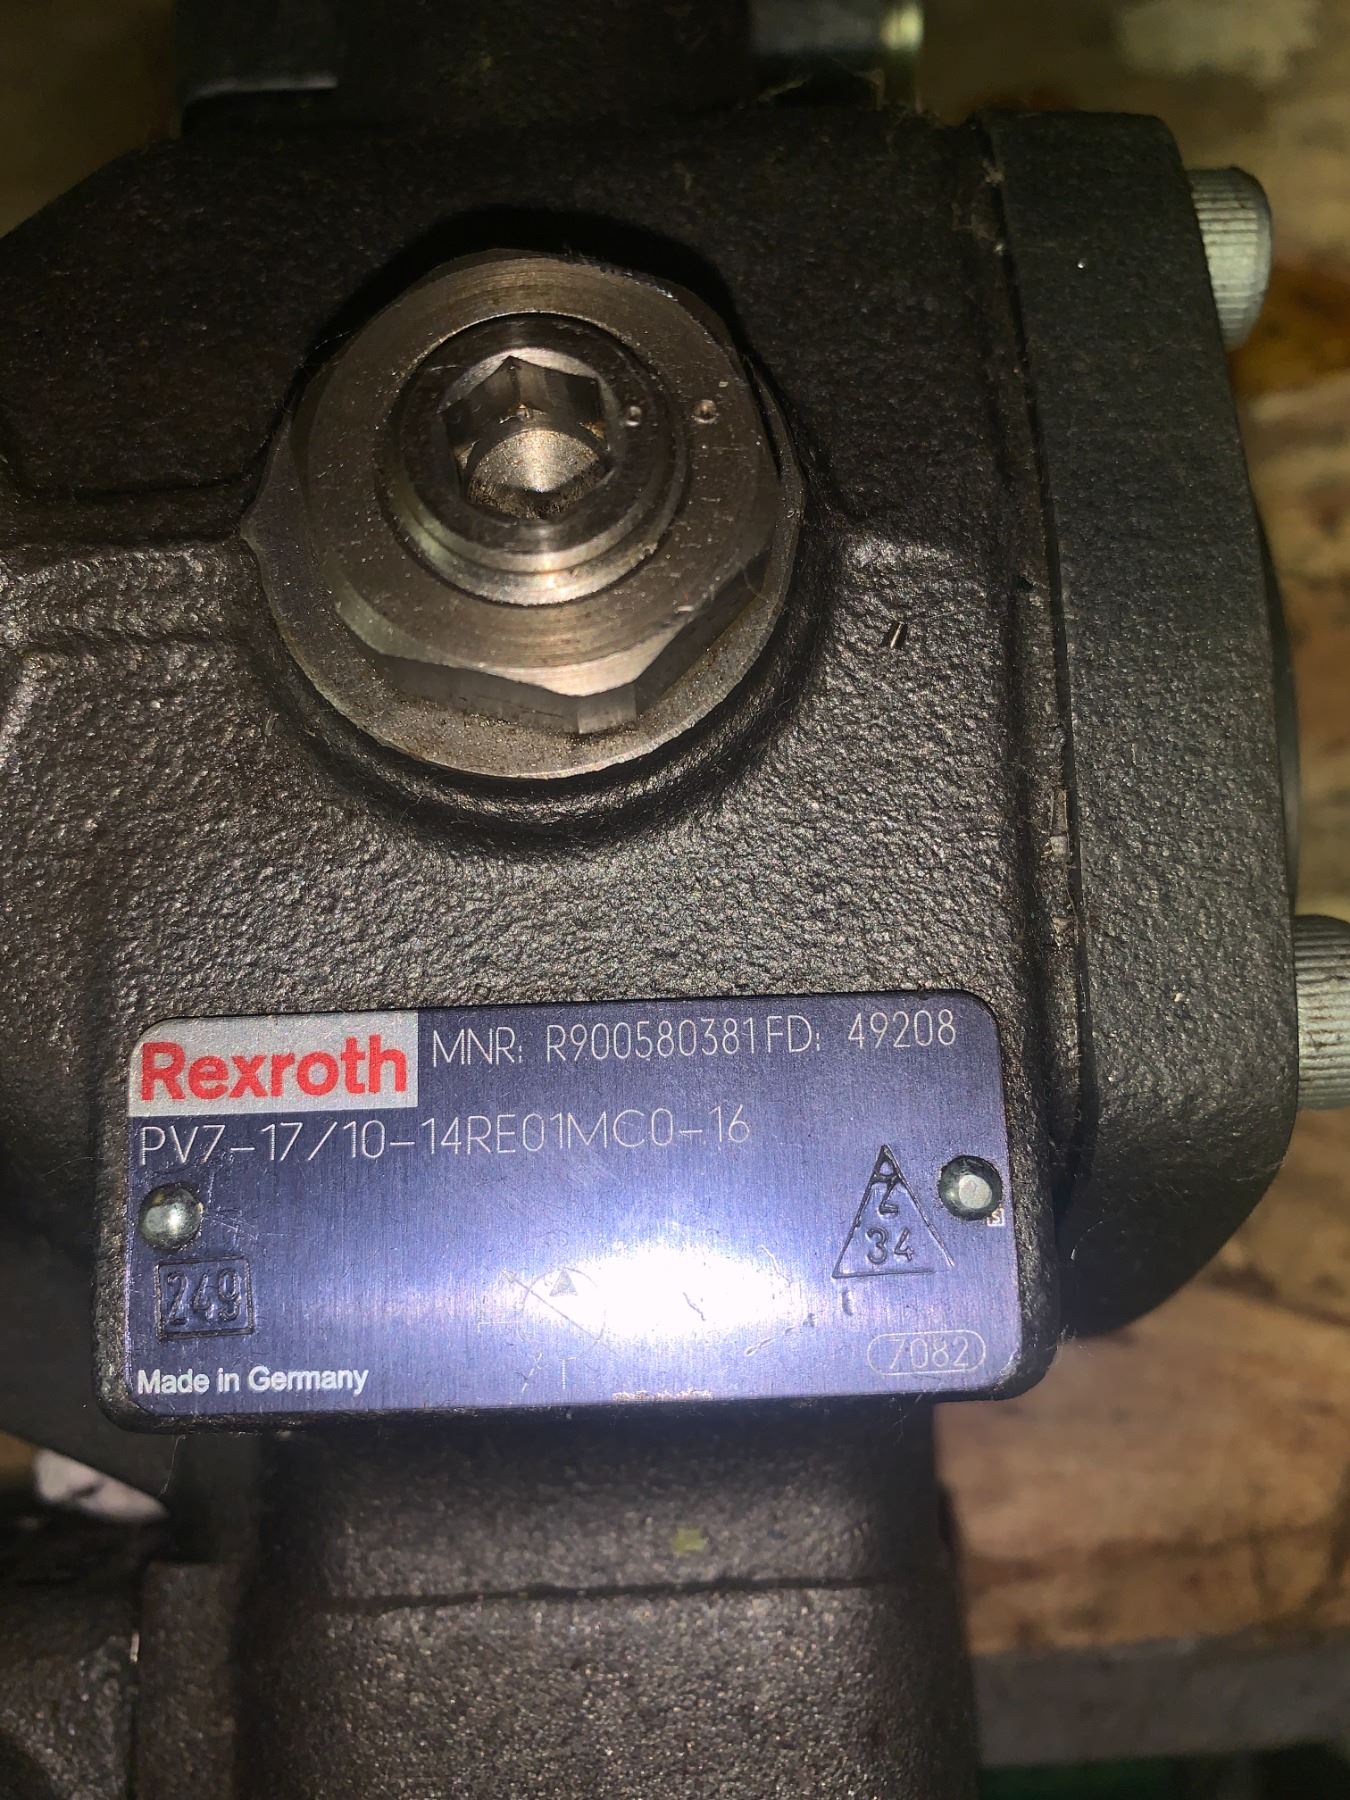 Rexroth MNR: R900580381 FD: 49208
PV7-17/10-14RE01MC0-16
Z
34
249
7082
Made in Germany